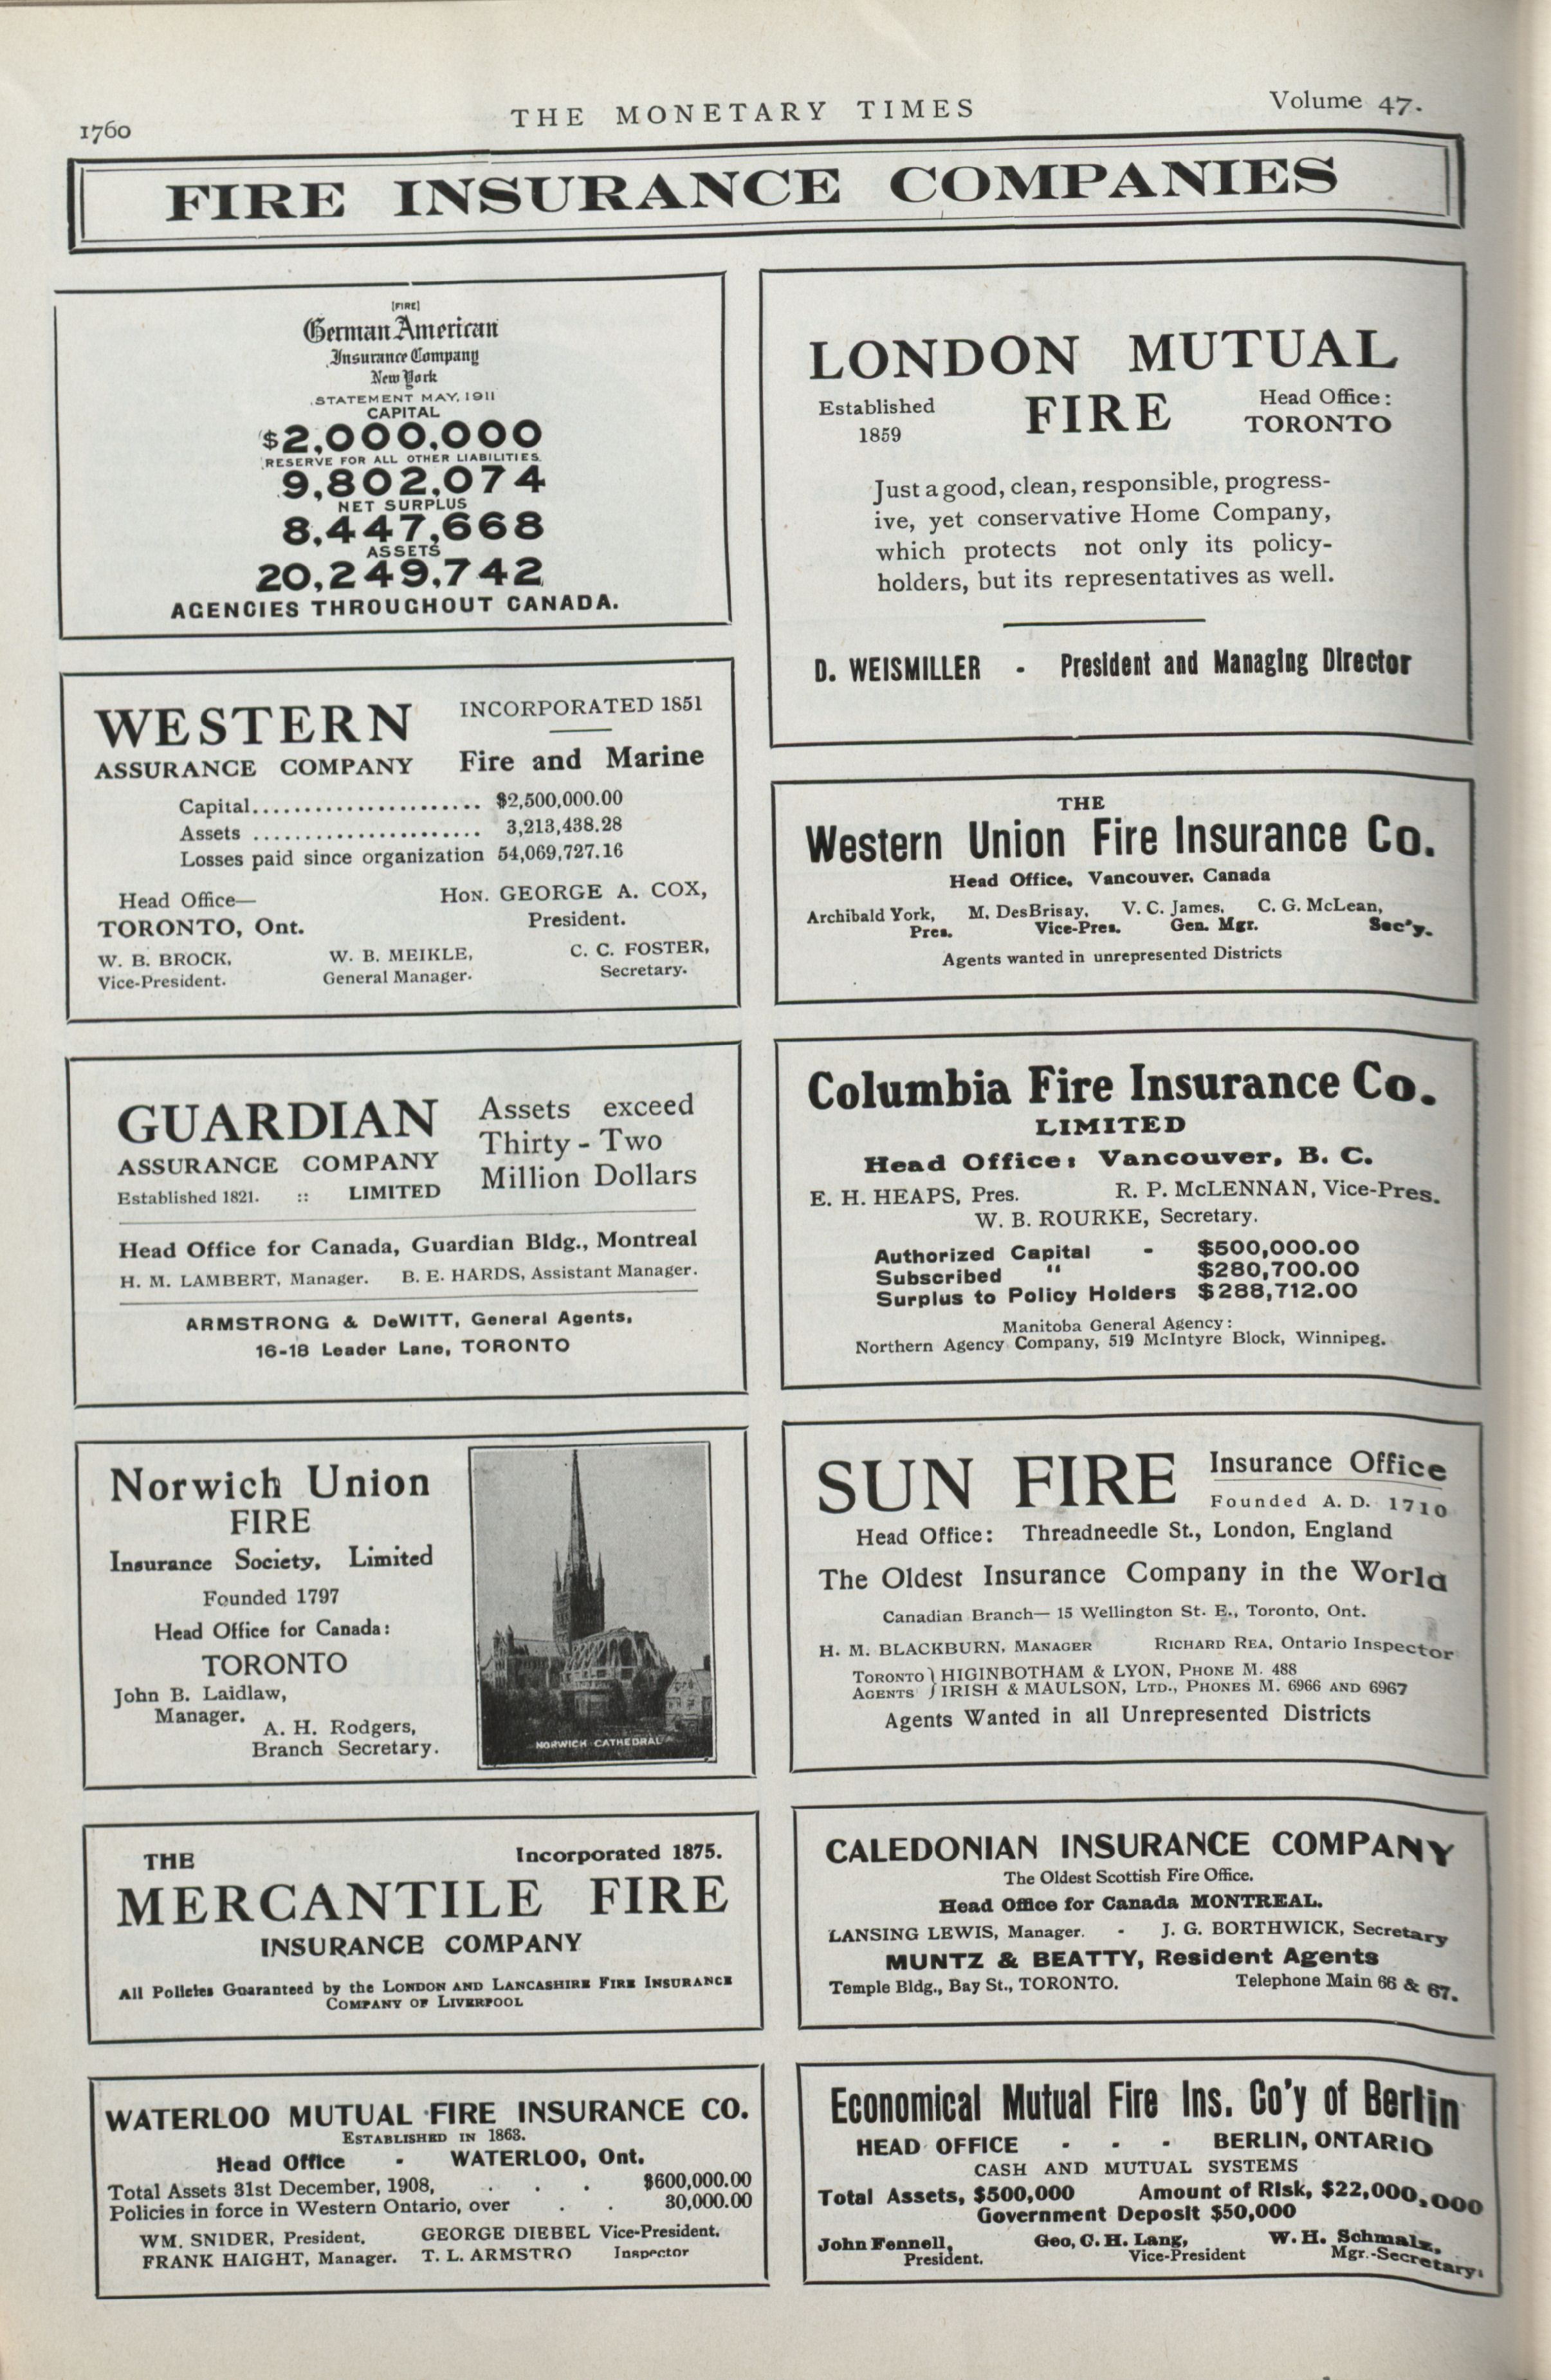 1760
THE MONETARY TIMES
Volume 47.
FIRE INSURANCE COMPANIES
[FIRE]
German American
Insurance Company
New York
STATEMENT MAY, 1911
CAPITAL
$2,000,000
RESERVE FOR ALL OTHER LIABILITIES
9,802,074
NET SURPLUS
8,447,668
ASSETS
20,249,742
AGENCIES THROUGHOUT CANADA.
WESTERN
ASSURANCE COMPANY
INCORPORATED 1851
Fire and Marine
Capital...................... $2,500,000.00
Assets ...................... 3,213,438.28
Losses paid since organization 54,069,727.16
Head Office—
TORONTO, Ont.
HON. GEORGE A. COX,
President.
W. B. BROCK,
Vice-President.
W. B. MEIKLE,
General Manager.
C. C. FOSTER,
Secretary.
GUARDIAN
ASSURANCE COMPANY
Established 1821. :: LIMITED
Assets exceed
Thirty-Two
Million Dollars
Head Office for Canada, Guardian Bldg., Montreal
H. M. LAMBERT, Manager. B. E. HARDS, Assistant Manager.
ARMSTRONG & DeWITT, General Agents,
16-18 Leader Lane, TORONTO
Norwich Union
FIRE
Insurance Society, Limited
Founded 1797
Head Office for Canada:
TORONTO
John B. Laidlaw,
Manager.
A. H. Rodgers,
Branch Secretary.
NORWICH CATHEDRAL
THE
Incorporated 1875.
MERCANTILE FIRE
INSURANCE COMPANY
All Policies Guaranteed by the LONDON AND LANCASHIRE FIRE INSURANCE
COMPANY OF LIVERPOOL
WATERLOO MUTUAL FIRE INSURANCE CO.
ESTABLISHED IN 1863.
Head Office - WATERLOO, Ont.
Total Assets 31st December, 1908, . . . $600,000.00
Policies in force in Western Ontario, over . . 30,000.00
WM. SNIDER, President, GEORGE DIEBEL Vice-President.
FRANK HAIGHT, Manager. T. L. ARMSTRO Inspector
LONDON MUTUAL
Established
1859
FIRE
Head Office:
TORONTO
Just a good, clean, responsible, progress-
ive, yet conservative Home Company,
which protects not only its policy-
holders, but its representatives as well.
D. WEISMILLER - President and Managing Director
THE
Western Union Fire Insurance Co.
Head Office, Vancouver, Canada
Archibald York, M. DesBrisay, V. C. James, C. G. McLean,
Pres. Vice-Pres. Gen. Mgr. Sec'y.
Agents wanted in unrepresented Districts
Columbia Fire Insurance Co.
LIMITED
Head Office: Vancouver, B. C.
E. H. HEAPS, Pres. R. P. McLENNAN, Vice-Pres.
W. B. ROURKE, Secretary.
Authorized Capital - $500,000.00
Subscribed " $280,700.00
Surplus to Policy Holders $288,712.00
Manitoba General Agency:
Northern Agency Company, 519 McIntyre Block, Winnipeg.
SUN FIRE
Insurance Office
Founded A. D. 1710
Head Office: Threadneedle St., London, England
The Oldest Insurance Company in the World
Canadian Branch— 15 Wellington St. E., Toronto, Ont.
H. M. BLACKBURN, MANAGER RICHARD REA, Ontario Inspector
TORONTO ) HIGINBOTHAM & LYON, PHONE M. 488
AGENTS ) IRISH & MAULSON, LTD., PHONES M. 6966 AND 6967
Agents Wanted in all Unrepresented Districts
CALEDONIAN INSURANCE COMPANY
The Oldest Scottish Fire Office.
Head Office for Canada MONTREAL.
LANSING LEWIS, Manager. - J. G. BORTHWICK, Secretary
MUNTZ & BEATTY, Resident Agents
Temple Bldg., Bay St., TORONTO. Telephone Main 66 & 67.
Economical Mutual Fire Ins. Co'y of Berlin
HEAD OFFICE - - - BERLIN, ONTARIO
CASH AND MUTUAL SYSTEMS
Total Assets, $500,000 Amount of Risk, $22,000,000
Government Deposit $50,000
John Fennell, Geo, C. H. Lang, W. H. Schmalz,
President. Vice-President Mgr.-Secretary.